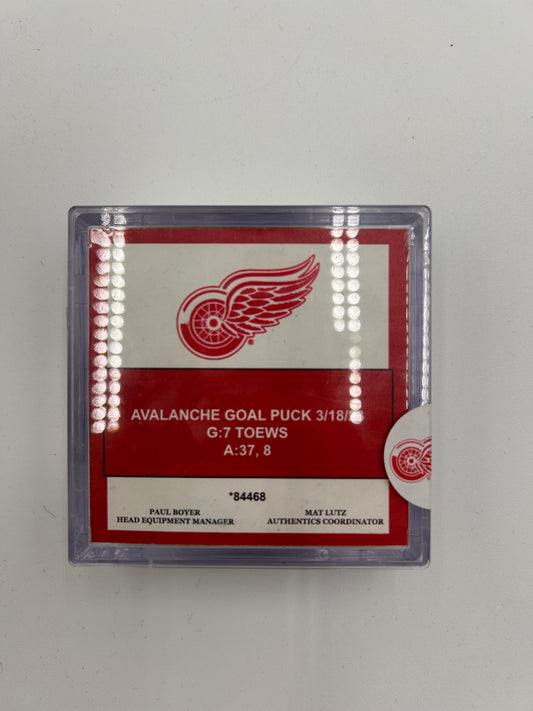 AVALANCHE GOAL PUCK 3/18/
G:7 TOEWS
A:37, 8
*84468
PAUL BOYER
HEAD EQUIPMENT MANAGER
MAT LUTZ
AUTHENTICS COORDINATOR